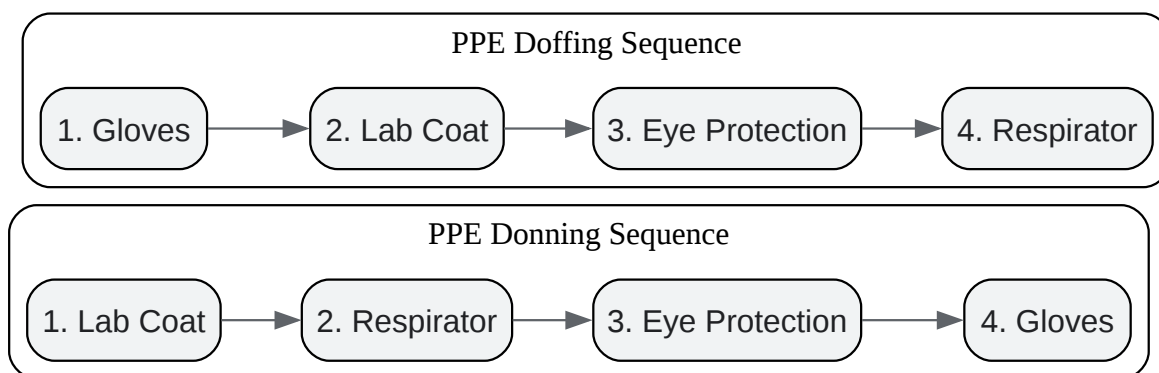 PPE Doffing Sequence
1. Gloves
2. Lab Coat
3. Eye Protection
4. Respirator
PPE Donning Sequence
1. Lab Coat
2. Respirator
3. Eye Protection
4. Gloves